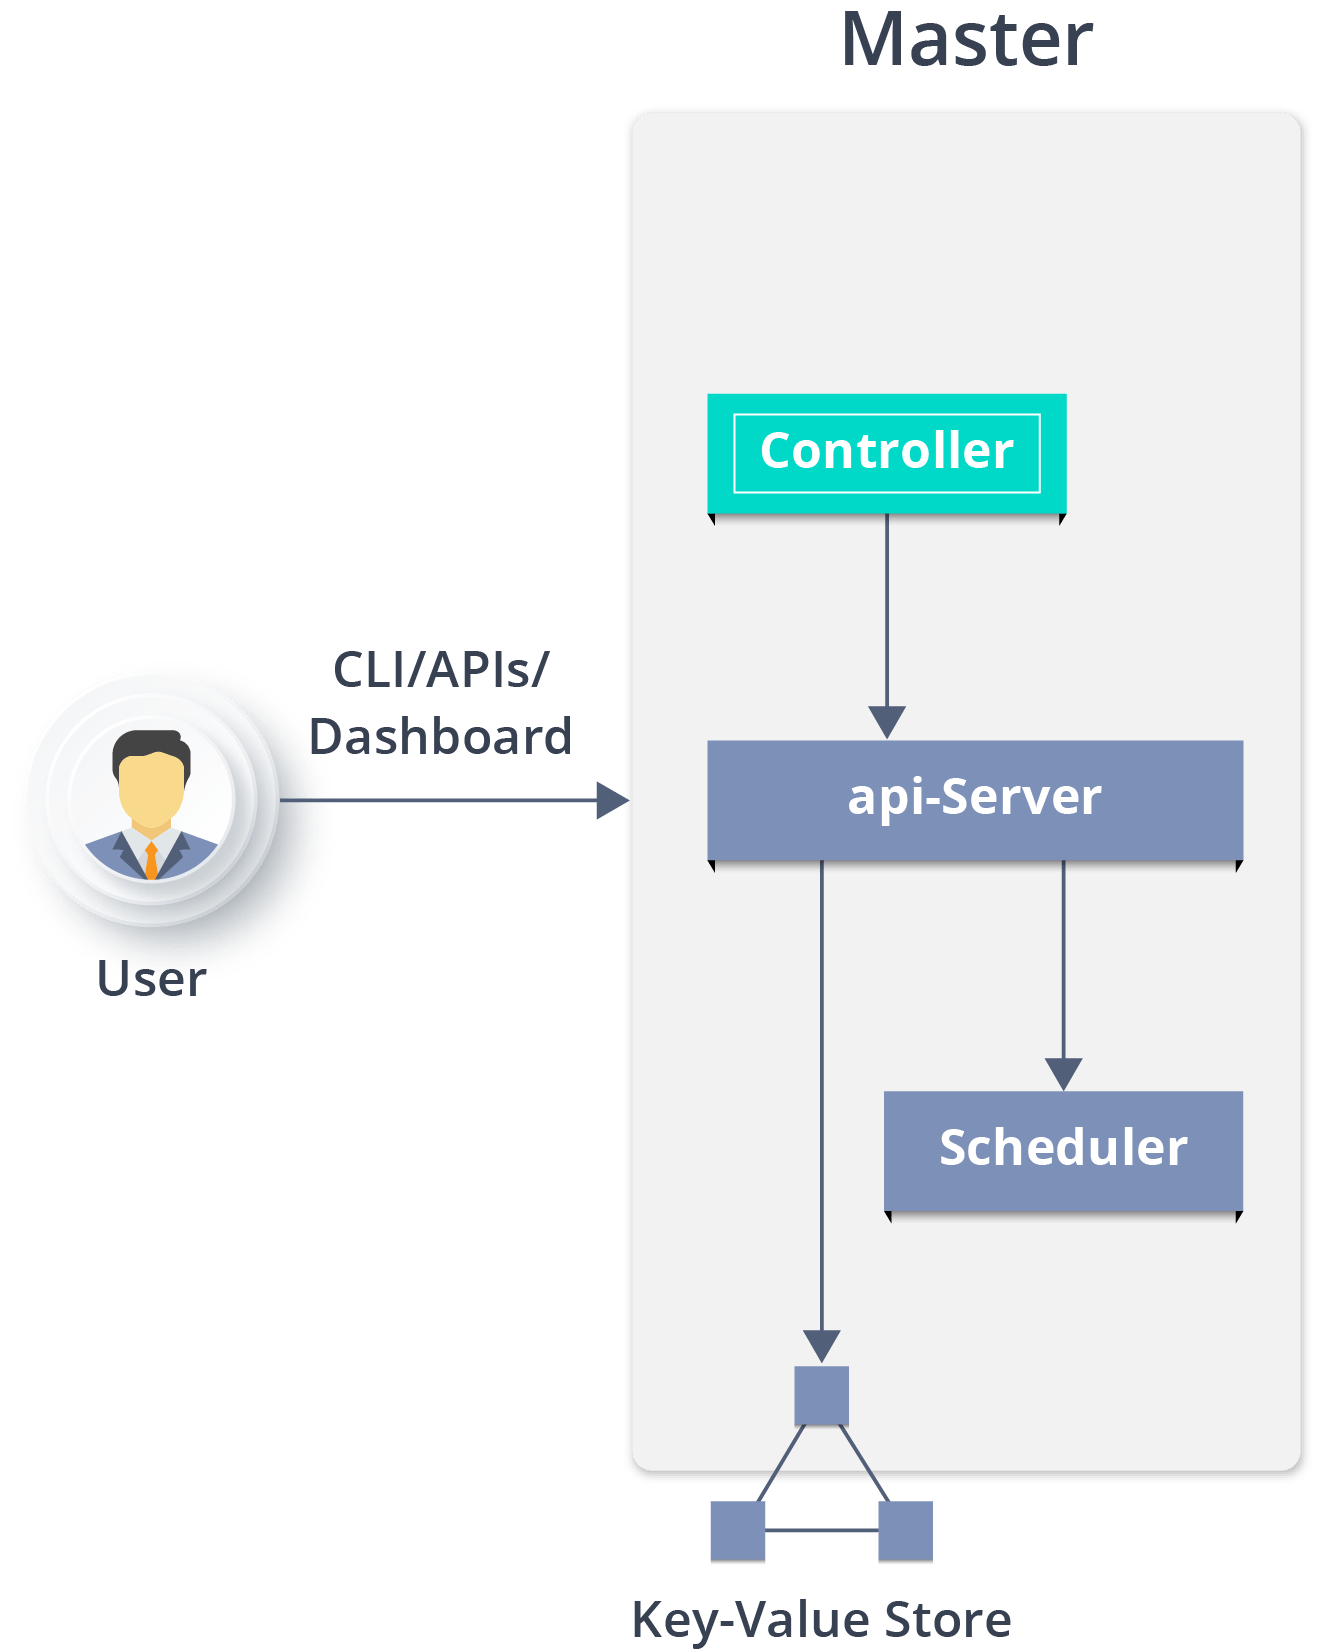 Master
Controller
CLI/APIs/
Dashboard
api-Server
User
Scheduler
Key-Value Store